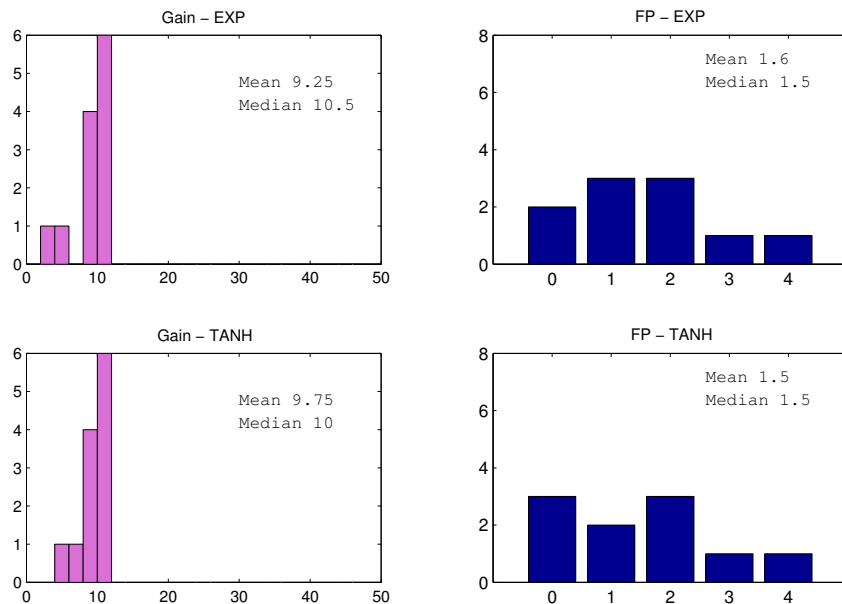 Gain – EXP
6
5
4
3
2
1
0
0 10 20 30 40 50
Mean 9.25
Median 10.5
FP – EXP
8
6
4
2
0
0 1 2 3 4
Mean 1.6
Median 1.5
Gain – TANH
6
5
4
3
2
1
0
0 10 20 30 40 50
Mean 9.75
Median 10
FP – TANH
8
6
4
2
0
0 1 2 3 4
Mean 1.5
Median 1.5